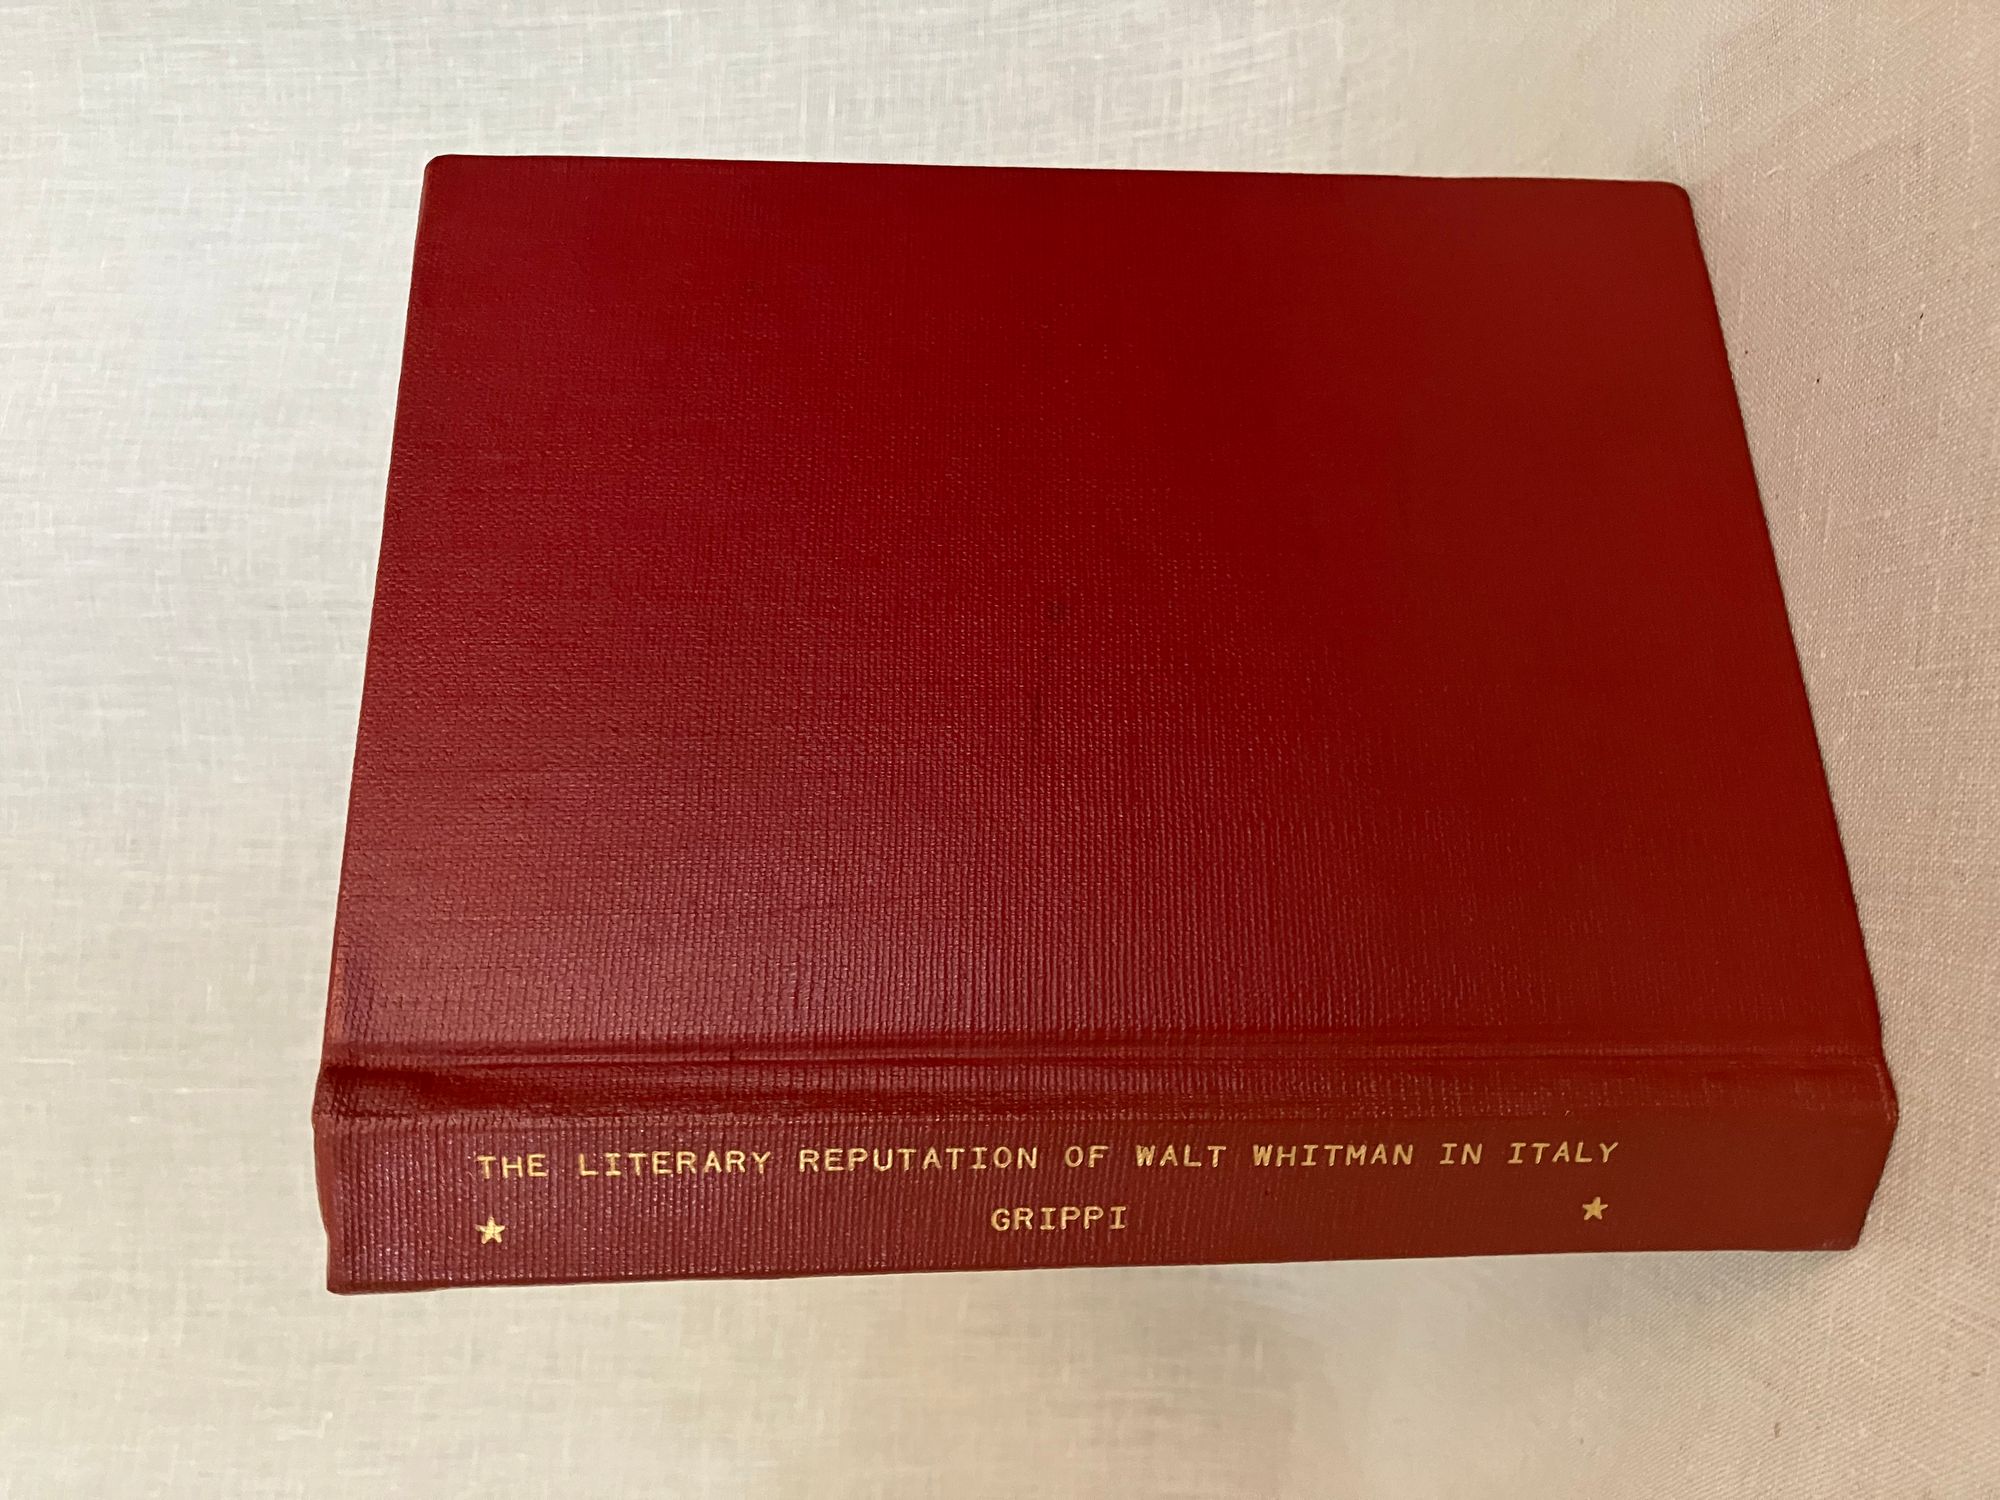 THE LITERARY REPUTATION OF WALT WHITMAN IN ITALY
GRIPPI